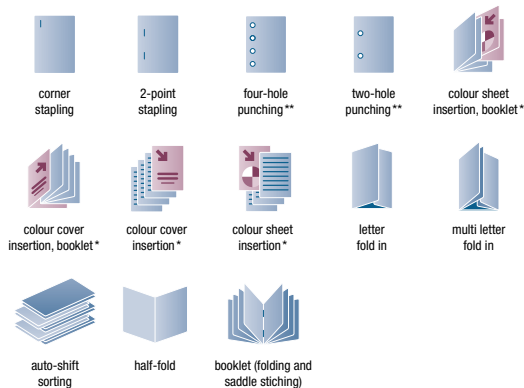 corner
stapling
2-point
stapling
four-hole
punching**
two-hole
punching**
colour sheet
insertion, booklet*
colour cover
insertion, booklet*
colour cover
insertion*
colour sheet
insertion*
letter
fold in
multi letter
fold in
auto-shift
sorting
half-fold
booklet (folding and
saddle stiching)